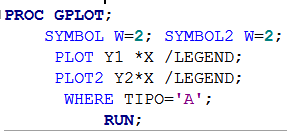 PROC GPLOT;
SYMBOL W=2; SYMBOL2 W=2;
PLOT Y1 *X /LEGEND;
PLOT2 Y2*X /LEGEND;
WHERE TIPO='A';
RUN;